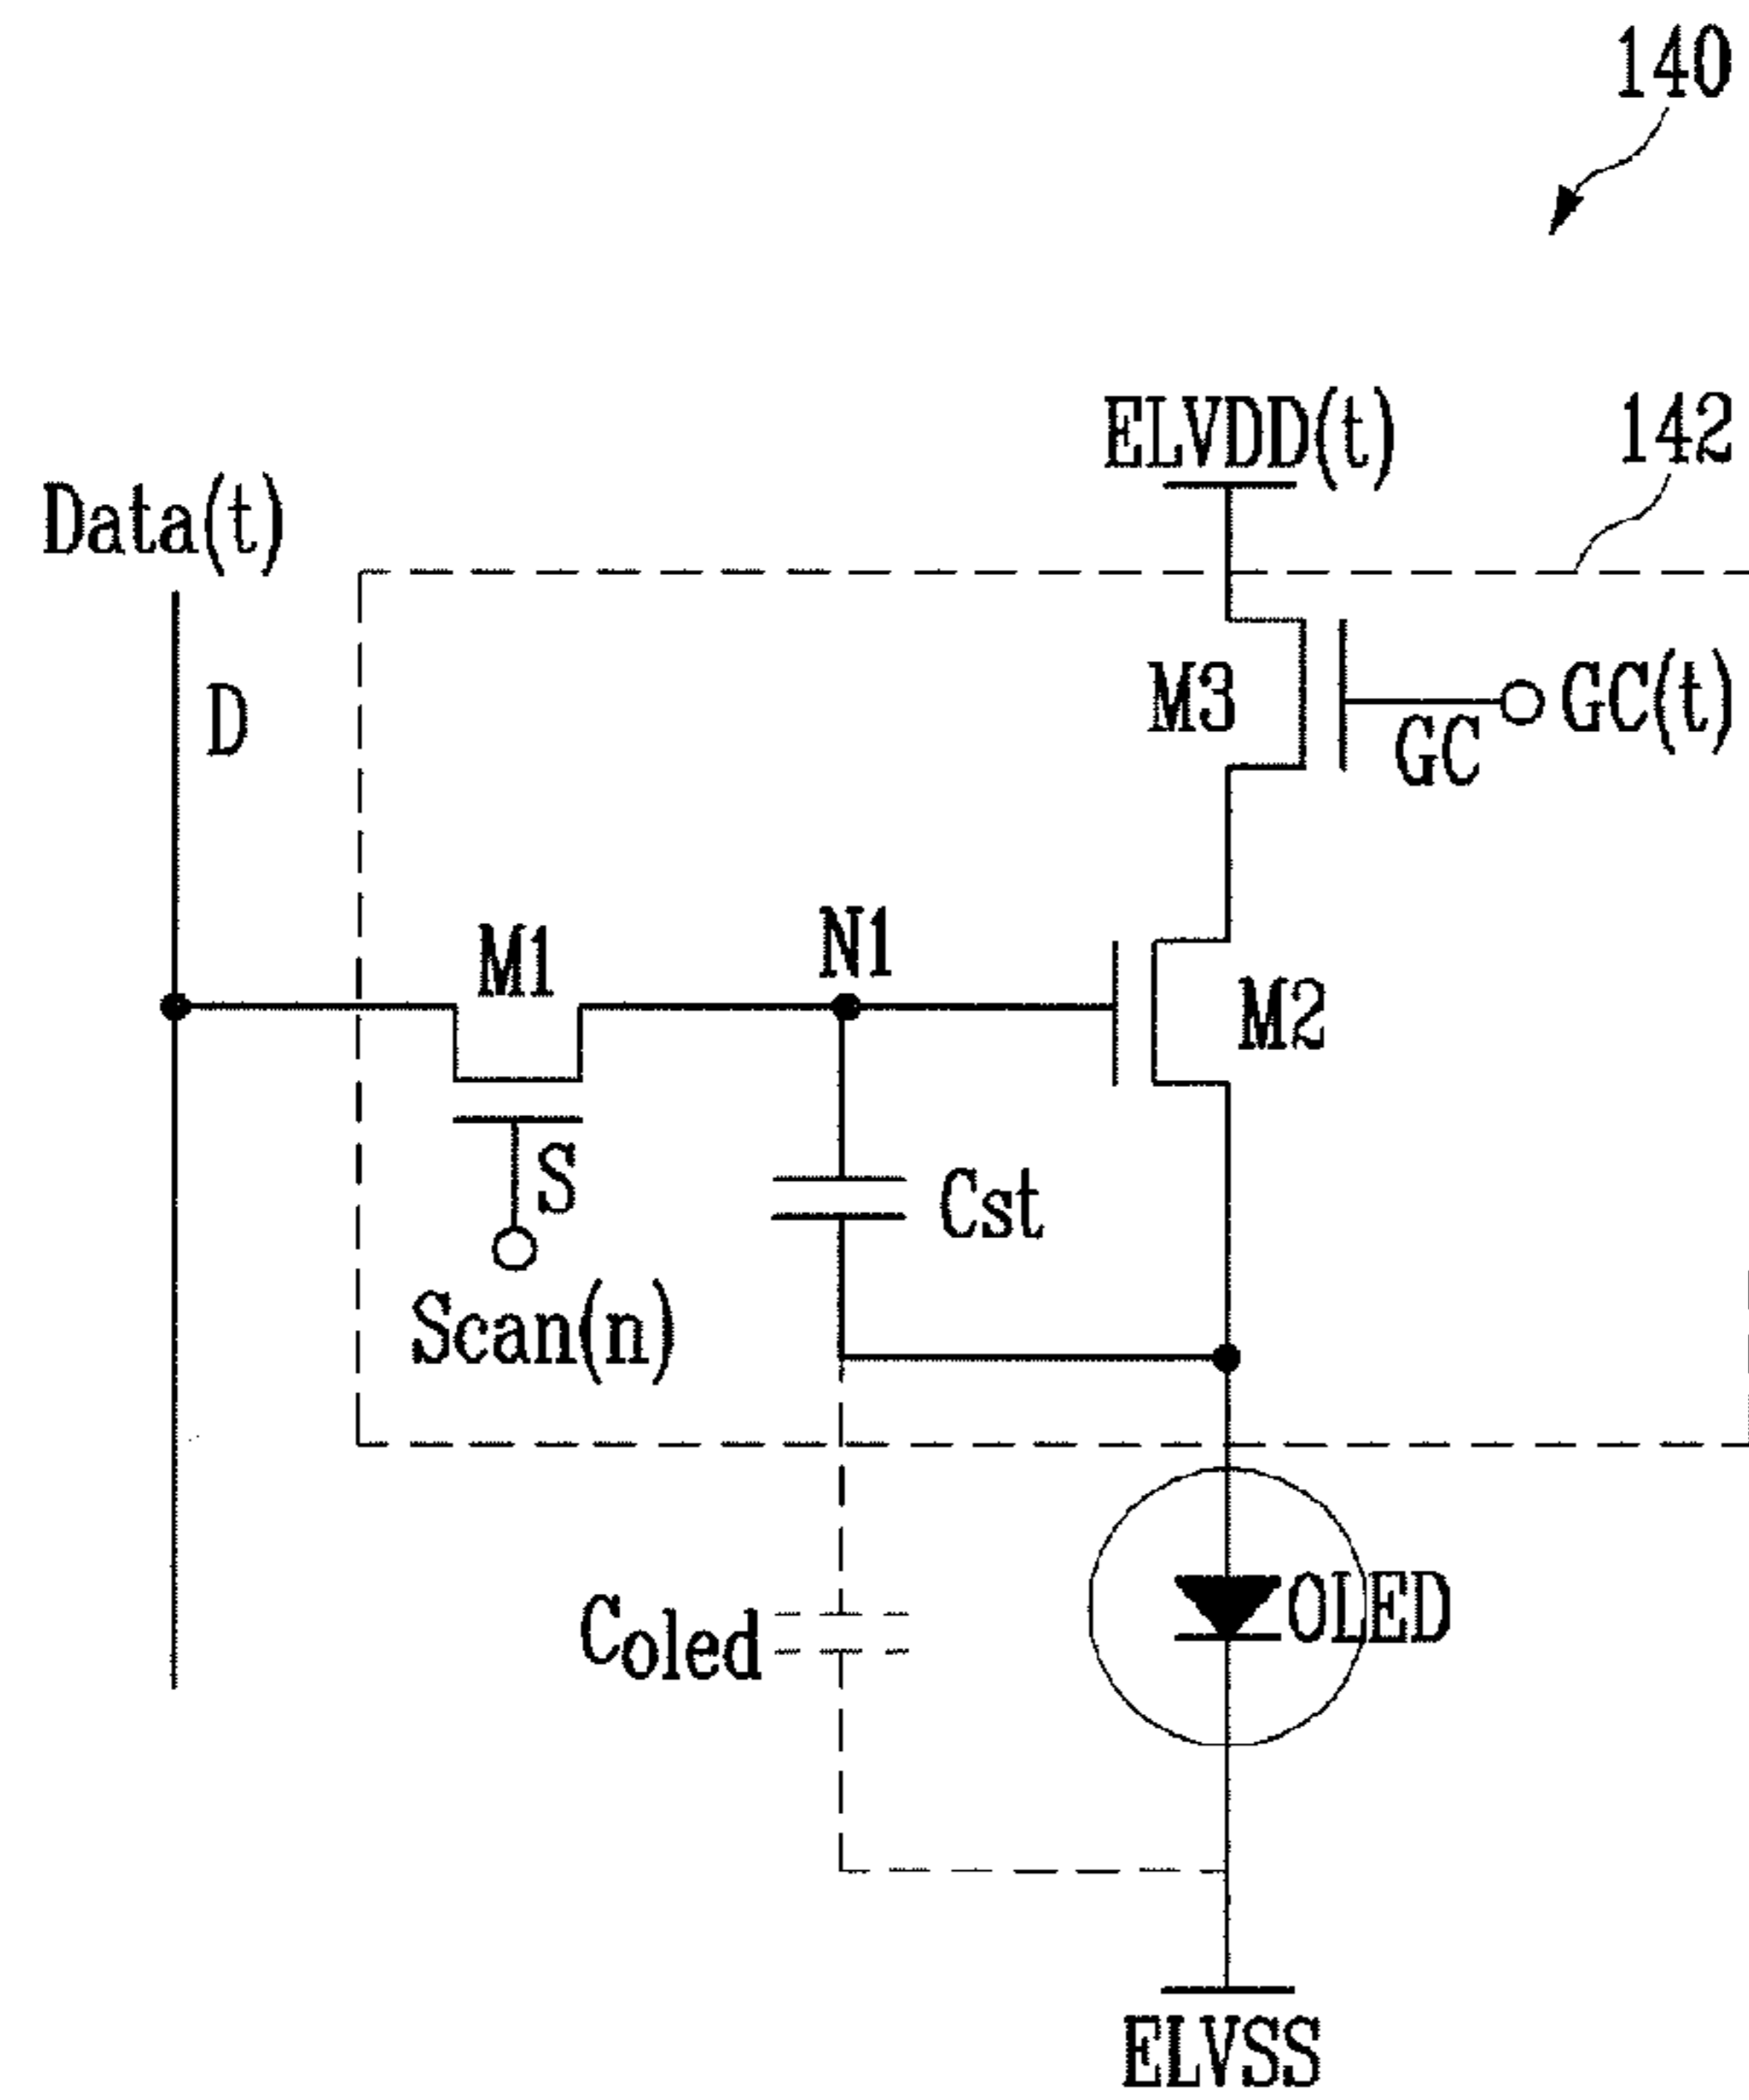 140
ELVDD(t)
142
Data(t)
D
M3
GC(t)
GC
M1
N1
M2
S
Cst
Scan(n)
Coled
OLED
ELVSS